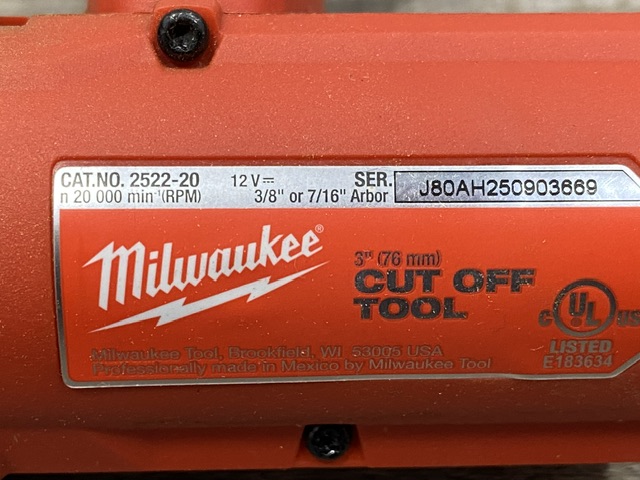 CAT.NO. 2522-20 12 V⎓ SER. J80AH250903669
n 20 000 min⁻¹(RPM) 3/8" or 7/16" Arbor
Milwaukee®
3" (76 mm)
CUT OFF
TOOL
C UL US
LISTED
E183634
Milwaukee Tool, Brookfield, WI 53005 USA
Professionally made in Mexico by Milwaukee Tool